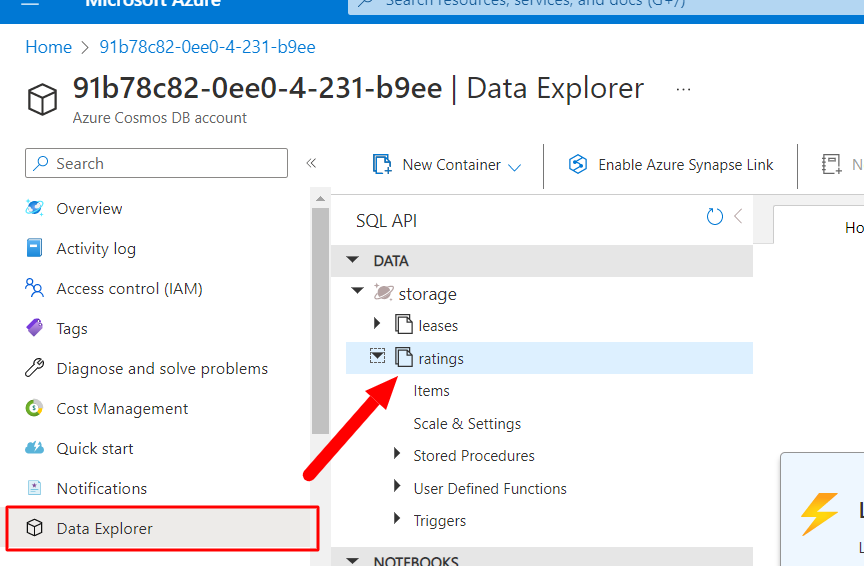 Microsoft Azure
Search resources, services, and docs (G+/)
Home > 91b78c82-0ee0-4-231-b9ee
91b78c82-0ee0-4-231-b9ee | Data Explorer ...
Azure Cosmos DB account
Search
«
New Container
Enable Azure Synapse Link
N
Overview
Activity log
Access control (IAM)
Tags
Diagnose and solve problems
Cost Management
Quick start
Notifications
Data Explorer
SQL API
DATA
storage
leases
ratings
Items
Scale & Settings
Stored Procedures
User Defined Functions
Triggers
NOTEBOOKS
Ho
L
L